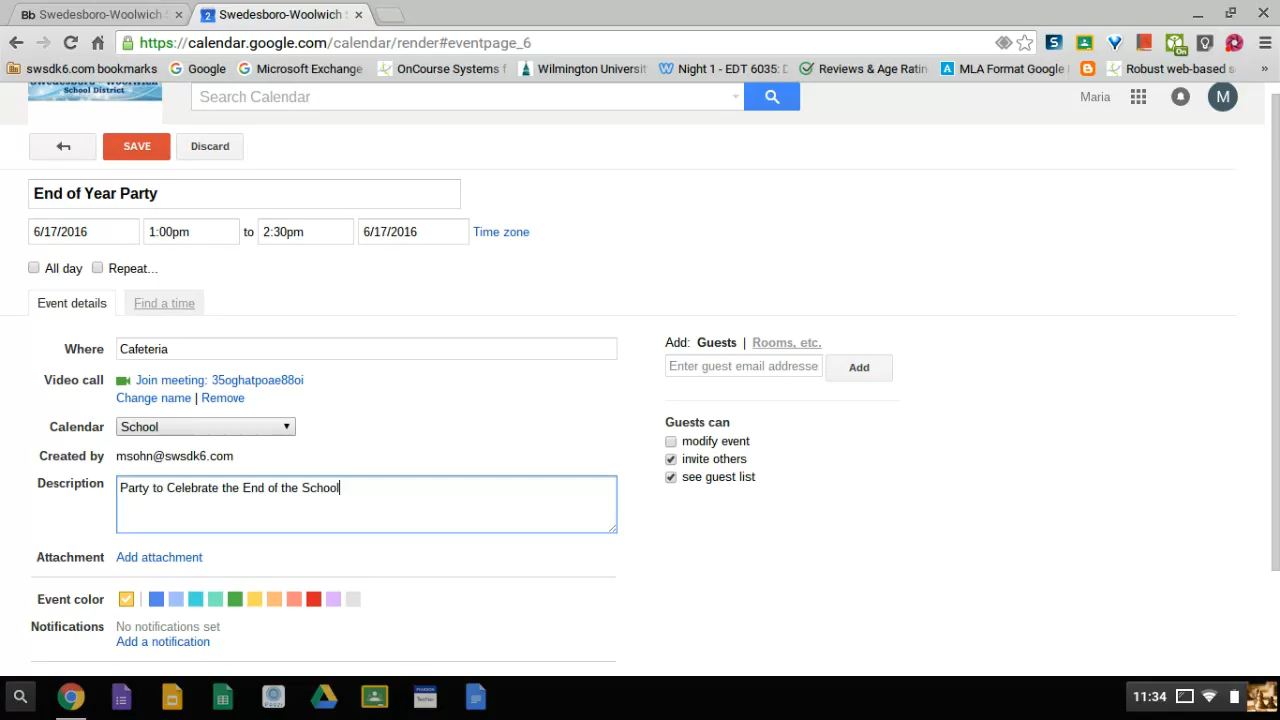 Bb Swedesboro-Woolwich S × 2 Swedesboro-Woolwich S ×
https://calendar.google.com/calendar/render#eventpage_6
swsdk6.com bookmarks Google Microsoft Exchange OnCourse Systems f Wilmington Universit Night 1 - EDT 6035: D Reviews & Age Ratin A MLA Format Google Robust web-based s »
School District
Search Calendar
Maria M
SAVE Discard
End of Year Party
6/17/2016 1:00pm to 2:30pm 6/17/2016 Time zone
All day Repeat...
Event details Find a time
Where Cafeteria
Video call Join meeting: 35oghatpoae88oi
Change name | Remove
Calendar School
Created by msohn@swsdk6.com
Description Party to Celebrate the End of the School
Attachment Add attachment
Event color
Notifications No notifications set
Add a notification
Add: Guests | Rooms, etc.
Enter guest email addresse Add
Guests can
modify event
invite others
see guest list
11:34